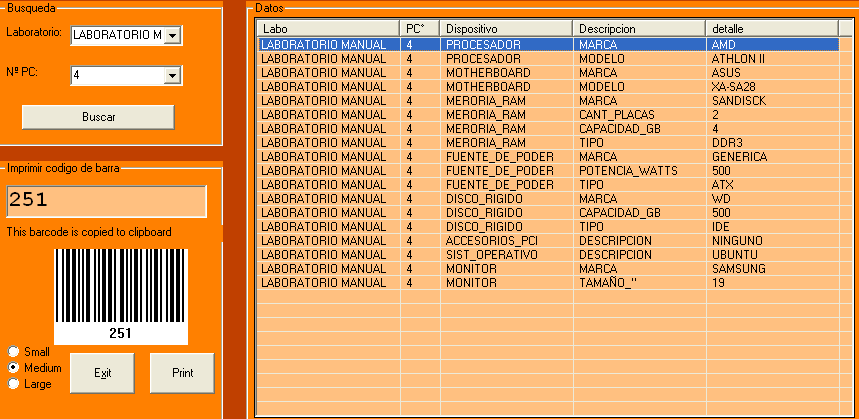 Busqueda
Laboratorio: LABORATORIO M
Nº PC: 4
Buscar
Imprimir codigo de barra
251
This barcode is copied to clipboard
251
Small
Medium
Large
Exit
Print
Datos
Labo PC° Dispositivo Descripcion detalle
LABORATORIO MANUAL 4 PROCESADOR MARCA AMD
LABORATORIO MANUAL 4 PROCESADOR MODELO ATHLON II
LABORATORIO MANUAL 4 MOTHERBOARD MARCA ASUS
LABORATORIO MANUAL 4 MOTHERBOARD MODELO XA-SA28
LABORATORIO MANUAL 4 MERORIA_RAM MARCA SANDISCK
LABORATORIO MANUAL 4 MERORIA_RAM CANT_PLACAS 2
LABORATORIO MANUAL 4 MERORIA_RAM CAPACIDAD_GB 4
LABORATORIO MANUAL 4 MERORIA_RAM TIPO DDR3
LABORATORIO MANUAL 4 FUENTE_DE_PODER MARCA GENERICA
LABORATORIO MANUAL 4 FUENTE_DE_PODER POTENCIA_WATTS 500
LABORATORIO MANUAL 4 FUENTE_DE_PODER TIPO ATX
LABORATORIO MANUAL 4 DISCO_RIGIDO MARCA WD
LABORATORIO MANUAL 4 DISCO_RIGIDO CAPACIDAD_GB 500
LABORATORIO MANUAL 4 DISCO_RIGIDO TIPO IDE
LABORATORIO MANUAL 4 ACCESORIOS_PCI DESCRIPCION NINGUNO
LABORATORIO MANUAL 4 SIST_OPERATIVO DESCRIPCION UBUNTU
LABORATORIO MANUAL 4 MONITOR MARCA SAMSUNG
LABORATORIO MANUAL 4 MONITOR TAMAÑO_" 19